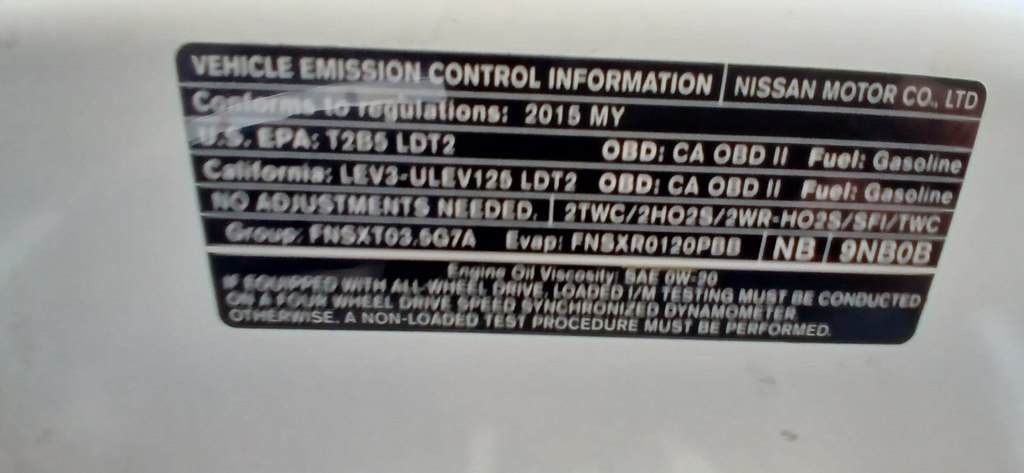 VEHICLE EMISSION CONTROL INFORMATION | NISSAN MOTOR CO., LTD
Conforms to regulations: 2015 MY
U.S. EPA: T2B5 LDT2 OBD: CA OBD II Fuel: Gasoline
California: LEV3-ULEV125 LDT2 OBD: CA OBD II Fuel: Gasoline
NO ADJUSTMENTS NEEDED. | 2TWC/2HO2S/2WR-HO2S/SFI/TWC
Group: FNSXT03.5G7A Evap: FNSXR0120PBB | NB | 9NB0B
Engine Oil Viscosity: SAE 0W-20
IF EQUIPPED WITH ALL-WHEEL DRIVE, LOADED I/M TESTING MUST BE CONDUCTED
ON A FOUR WHEEL DRIVE SPEED SYNCHRONIZED DYNAMOMETER.
OTHERWISE, A NON-LOADED TEST PROCEDURE MUST BE PERFORMED.